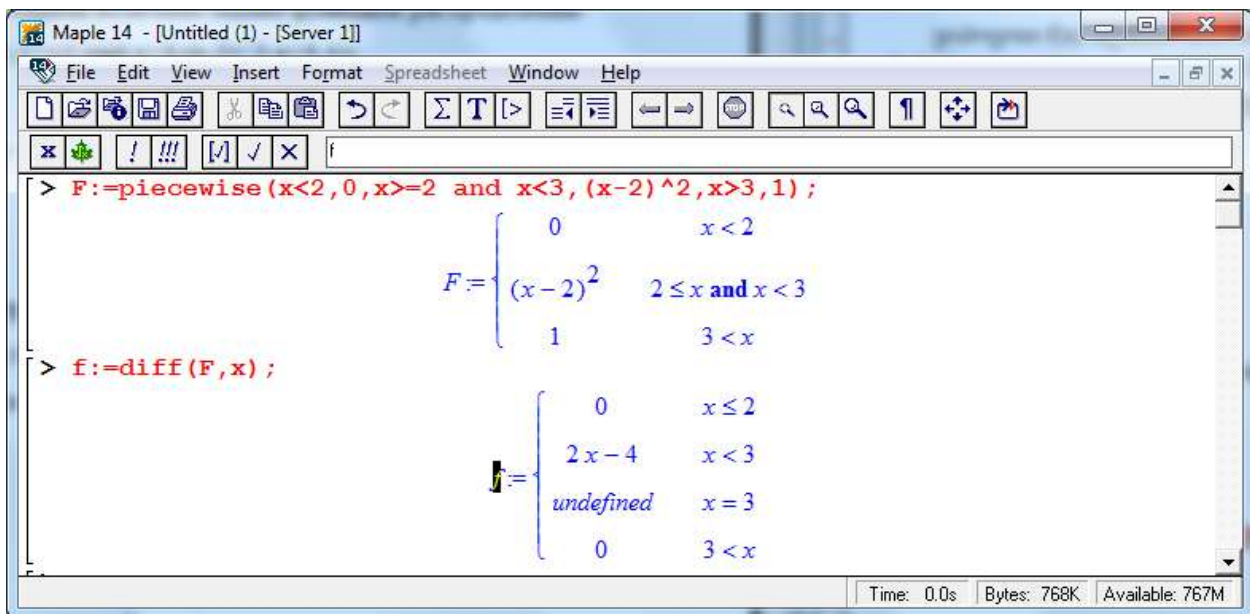 Maple 14 - [Untitled (1) - [Server 1]]
File Edit View Insert Format Spreadsheet Window Help
Σ T [>
x ! !!! [√] √ × f
[> F:=piecewise(x<2,0,x>=2 and x<3,(x-2)^2,x>3,1);
0 x < 2
F := (x − 2)² 2 ≤ x and x < 3
1 3 < x
[> f:=diff(F,x);
0 x ≤ 2
2 x − 4 x < 3
f :=
undefined x = 3
0 3 < x
Time: 0.0s Bytes: 768K Available: 767M